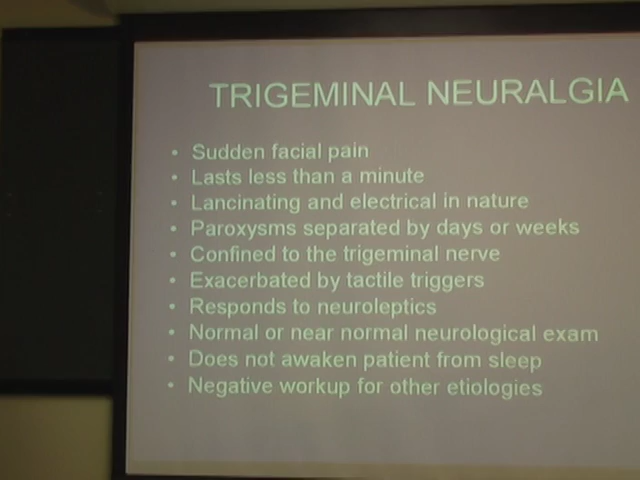 TRIGEMINAL NEURALGIA
• Sudden facial pain
• Lasts less than a minute
• Lancinating and electrical in nature
• Paroxysms separated by days or weeks
• Confined to the trigeminal nerve
• Exacerbated by tactile triggers
• Responds to neuroleptics
• Normal or near normal neurological exam
• Does not awaken patient from sleep
• Negative workup for other etiologies